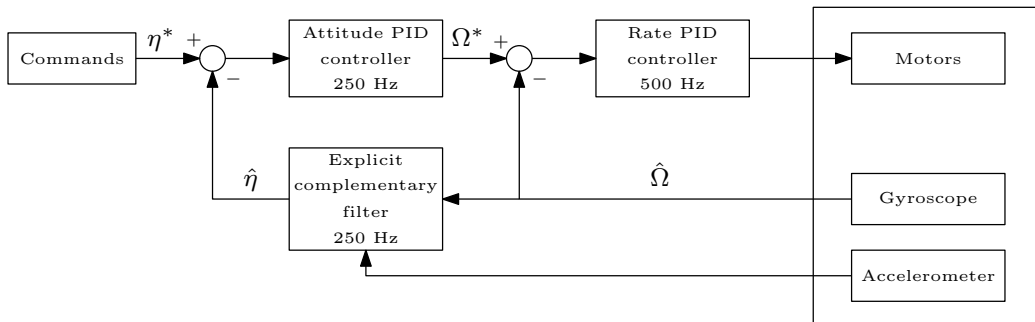 Commands
η*
+
−
Attitude PID
controller
250 Hz
Ω*
+
−
Rate PID
controller
500 Hz
Motors
η̂
Explicit
complementary
filter
250 Hz
Ω̂
Gyroscope
Accelerometer